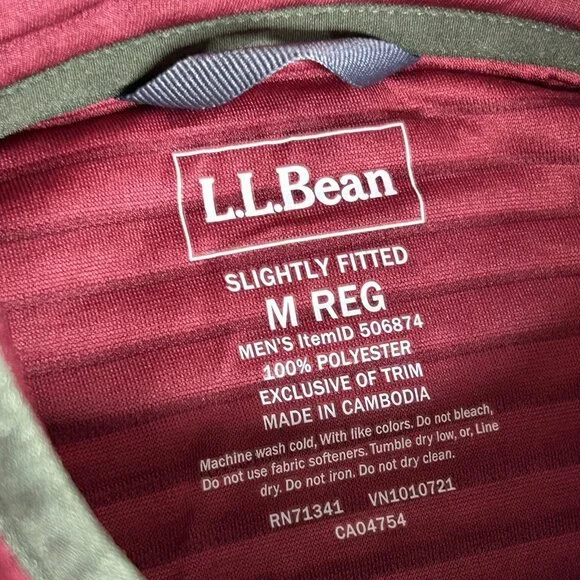 L.L.Bean
SLIGHTLY FITTED
M REG
MEN'S ItemID 506874
100% POLYESTER
EXCLUSIVE OF TRIM
MADE IN CAMBODIA
Machine wash cold, With like colors. Do not bleach,
Do not use fabric softeners. Tumble dry low, or, Line
dry. Do not iron. Do not dry clean.
RN71341 VN1010721
CA04754